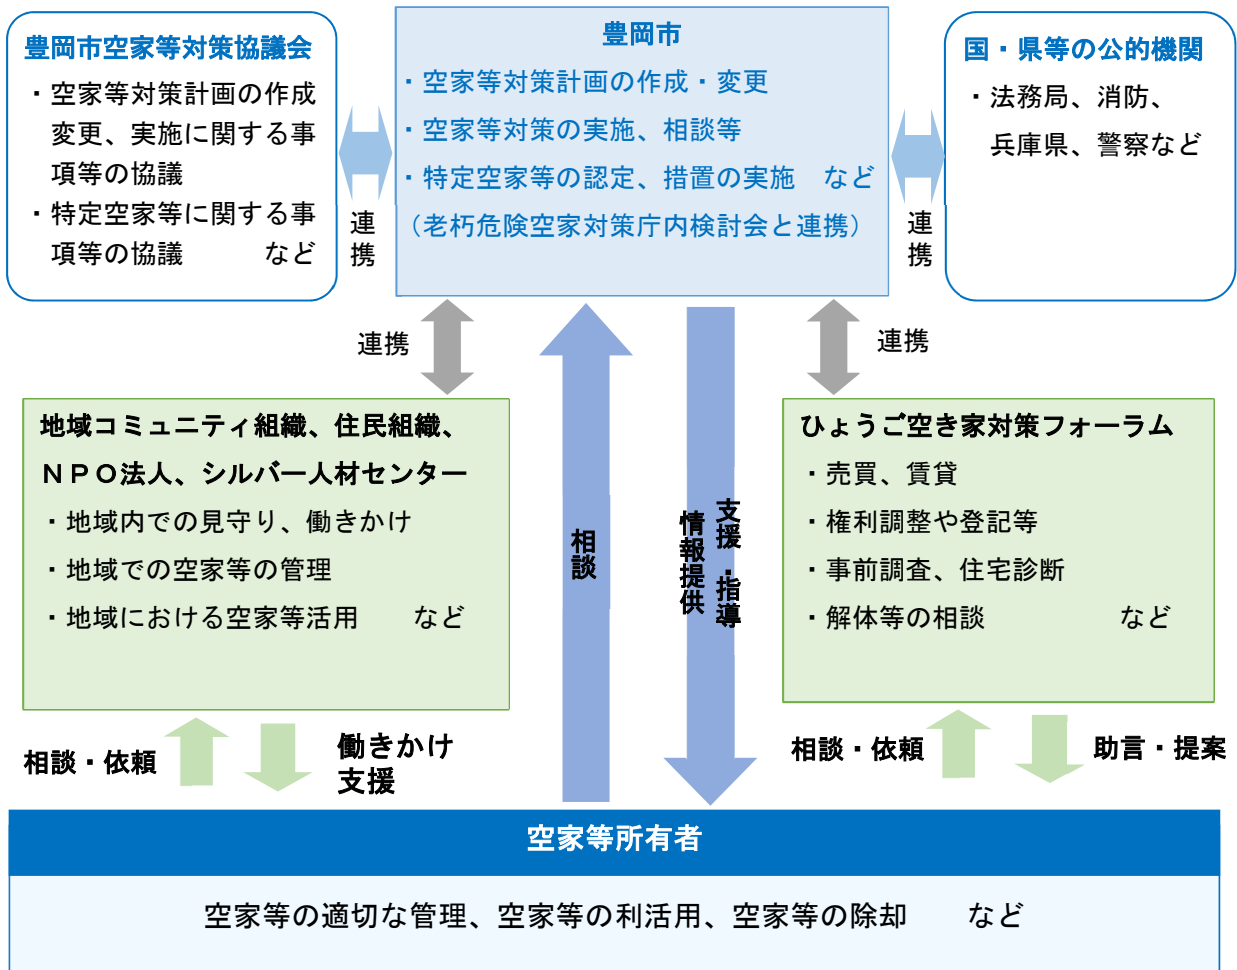 豊岡市空家等対策協議会
・空家等対策計画の作成
変更、実施に関する事
項等の協議
・特定空家等に関する事
項等の協議　　　など
連携
豊岡市
・空家等対策計画の作成・変更
・空家等対策の実施、相談等
・特定空家等の認定、措置の実施　など
（老朽危険空家対策庁内検討会と連携）
連携
国・県等の公的機関
・法務局、消防、
兵庫県、警察など
連携
連携
地域コミュニティ組織、住民組織、
ＮＰＯ法人、シルバー人材センター
・地域内での見守り、働きかけ
・地域での空家等の管理
・地域における空家等活用　　など
相談
支援・指導
情報提供
ひょうご空き家対策フォーラム
・売買、賃貸
・権利調整や登記等
・事前調査、住宅診断
・解体等の相談　　　　　など
相談・依頼
働きかけ
支援
相談・依頼
助言・提案
空家等所有者
空家等の適切な管理、空家等の利活用、空家等の除却　　など